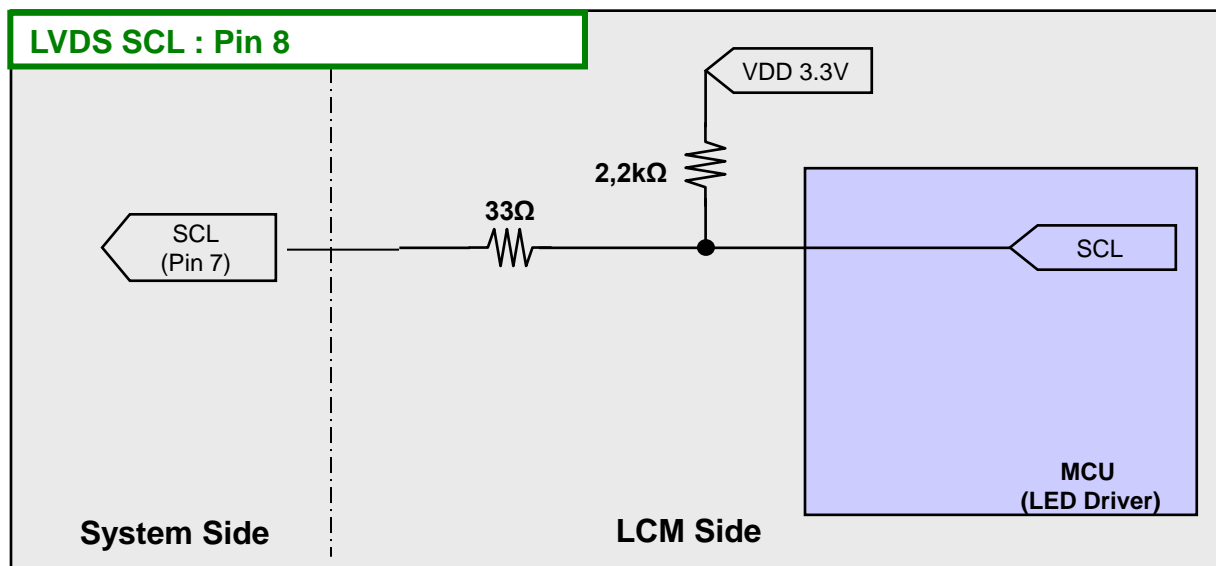 LVDS SCL : Pin 8
VDD 3.3V
2,2kΩ
33Ω
SCL
(Pin 7)
SCL
MCU
(LED Driver)
System Side
LCM Side